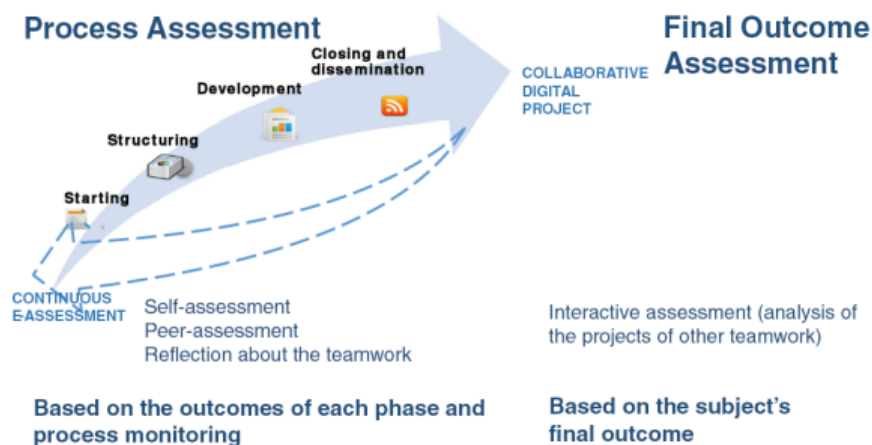 Process Assessment
Final Outcome
Assessment
Closing and
dissemination
Development
Structuring
Starting
COLLABORATIVE
DIGITAL
PROJECT
CONTINUOUS
E-ASSESSMENT
Self-assessment
Peer-assessment
Reflection about the teamwork
Interactive assessment (analysis of
the projects of other teamwork)
Based on the outcomes of each phase and
process monitoring
Based on the subject's
final outcome